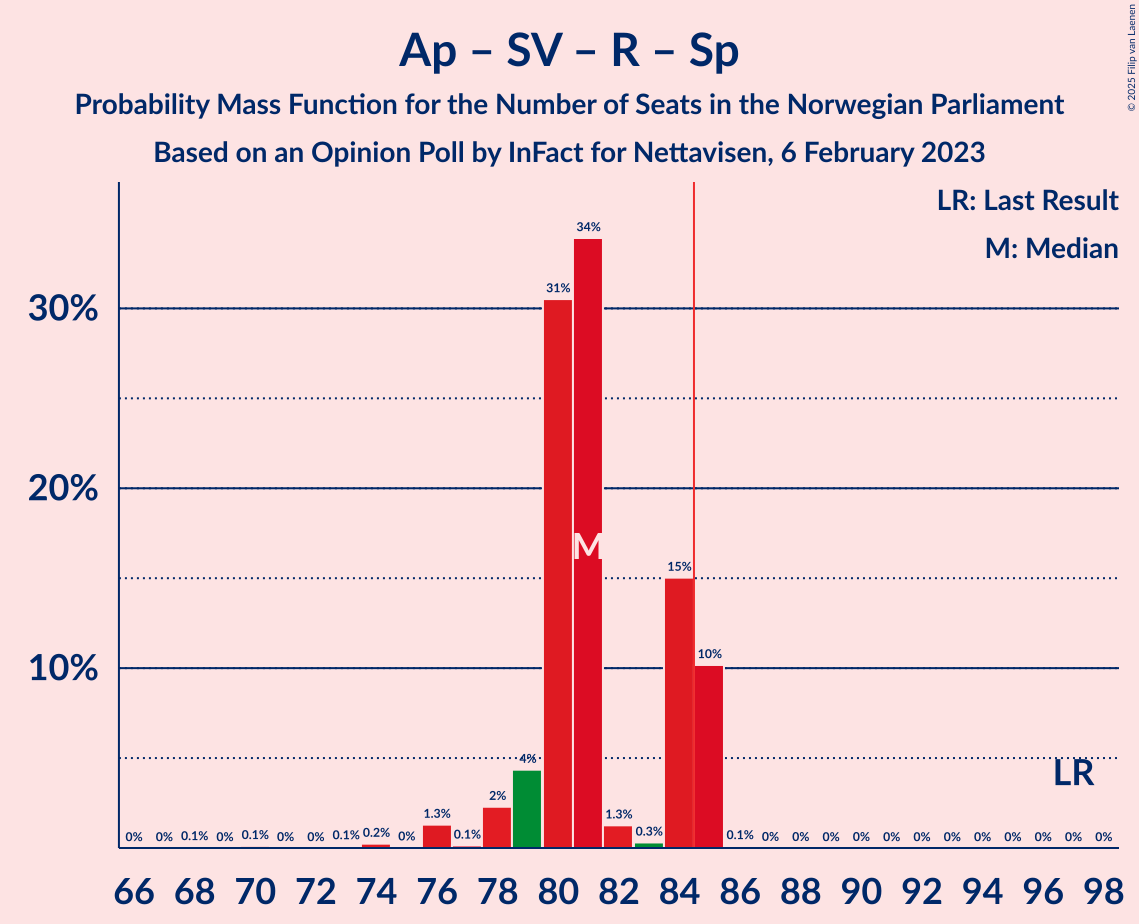 © 2025 Filip van Laenen
Ap – SV – R – Sp
Probability Mass Function for the Number of Seats in the Norwegian Parliament
Based on an Opinion Poll by InFact for Nettavisen, 6 February 2023
LR: Last Result
M: Median
34%
31%
30%
20%
M
15%
10%
10%
4%
LR
2%
1.3%
1.3%
0% 0% 0.1% 0% 0.1% 0% 0% 0.1% 0.2% 0% 0.1% 0.3% 0.1% 0% 0% 0% 0% 0% 0% 0% 0% 0% 0% 0% 0%
66 68 70 72 74 76 78 80 82 84 86 88 90 92 94 96 98